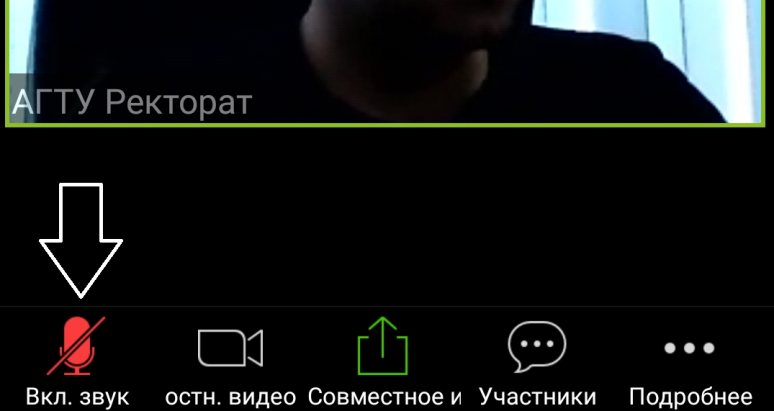 АГТУ Ректорат
Вкл. звук остн. видео Совместное и Участники Подробнее